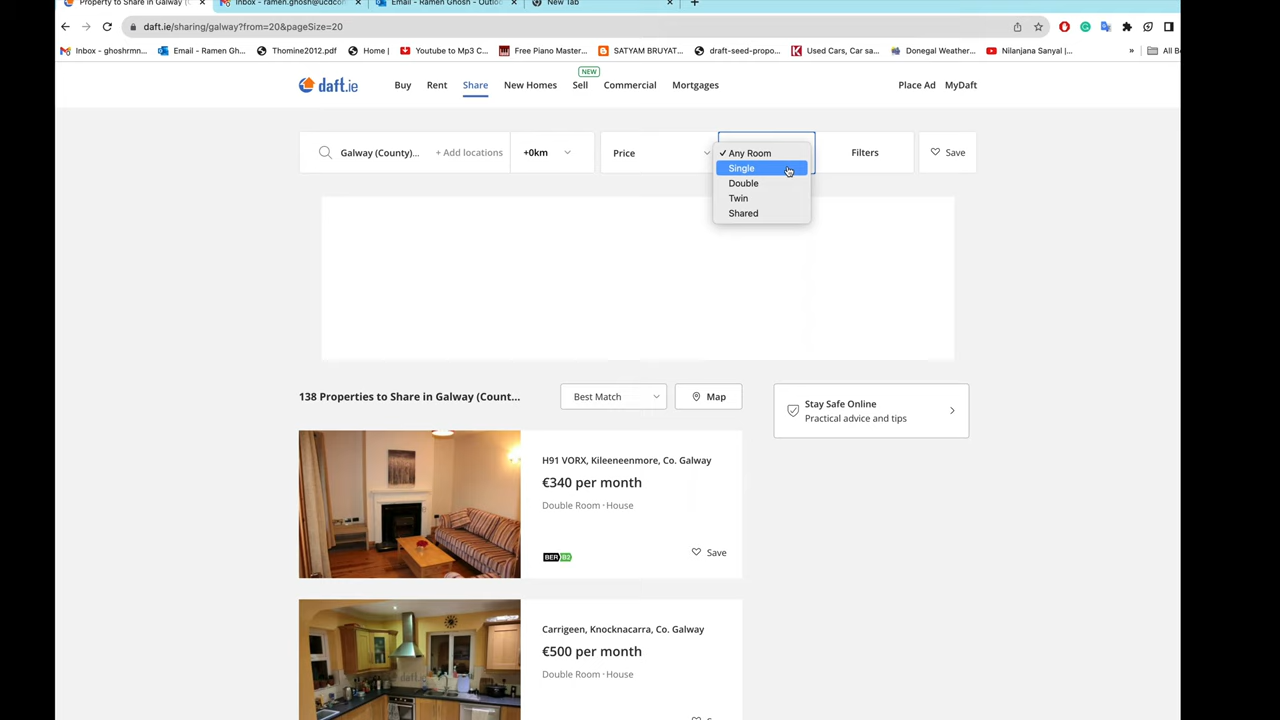 Property to Share in Galway (
Inbox - ramen.ghosh@ucdcon
Email - Ramen Ghosh - Outlo
New Tab
daft.ie/sharing/galway?from=20&pageSize=20
Inbox - ghoshrmn...
Email - Ramen Gh...
Thomine2012.pdf
Home |
Youtube to Mp3 C...
Free Piano Master...
SATYAM BRUYAT...
draft-seed-propo...
Used Cars, Car sa...
Donegal Weather...
Nilanjana Sanyal |...
»
All B
daft.ie
Buy
Rent
Share
New Homes
NEW
Sell
Commercial
Mortgages
Place Ad
MyDaft
Galway (County)...
+ Add locations
+0km
Price
✓ Any Room
Single
Double
Twin
Shared
Filters
Save
138 Properties to Share in Galway (Count...
Best Match
Map
Stay Safe Online
Practical advice and tips
H91 VORX, Kileeneenmore, Co. Galway
€340 per month
Double Room · House
BER B2
Save
Carrigeen, Knocknacarra, Co. Galway
€500 per month
Double Room · House
daft.ie